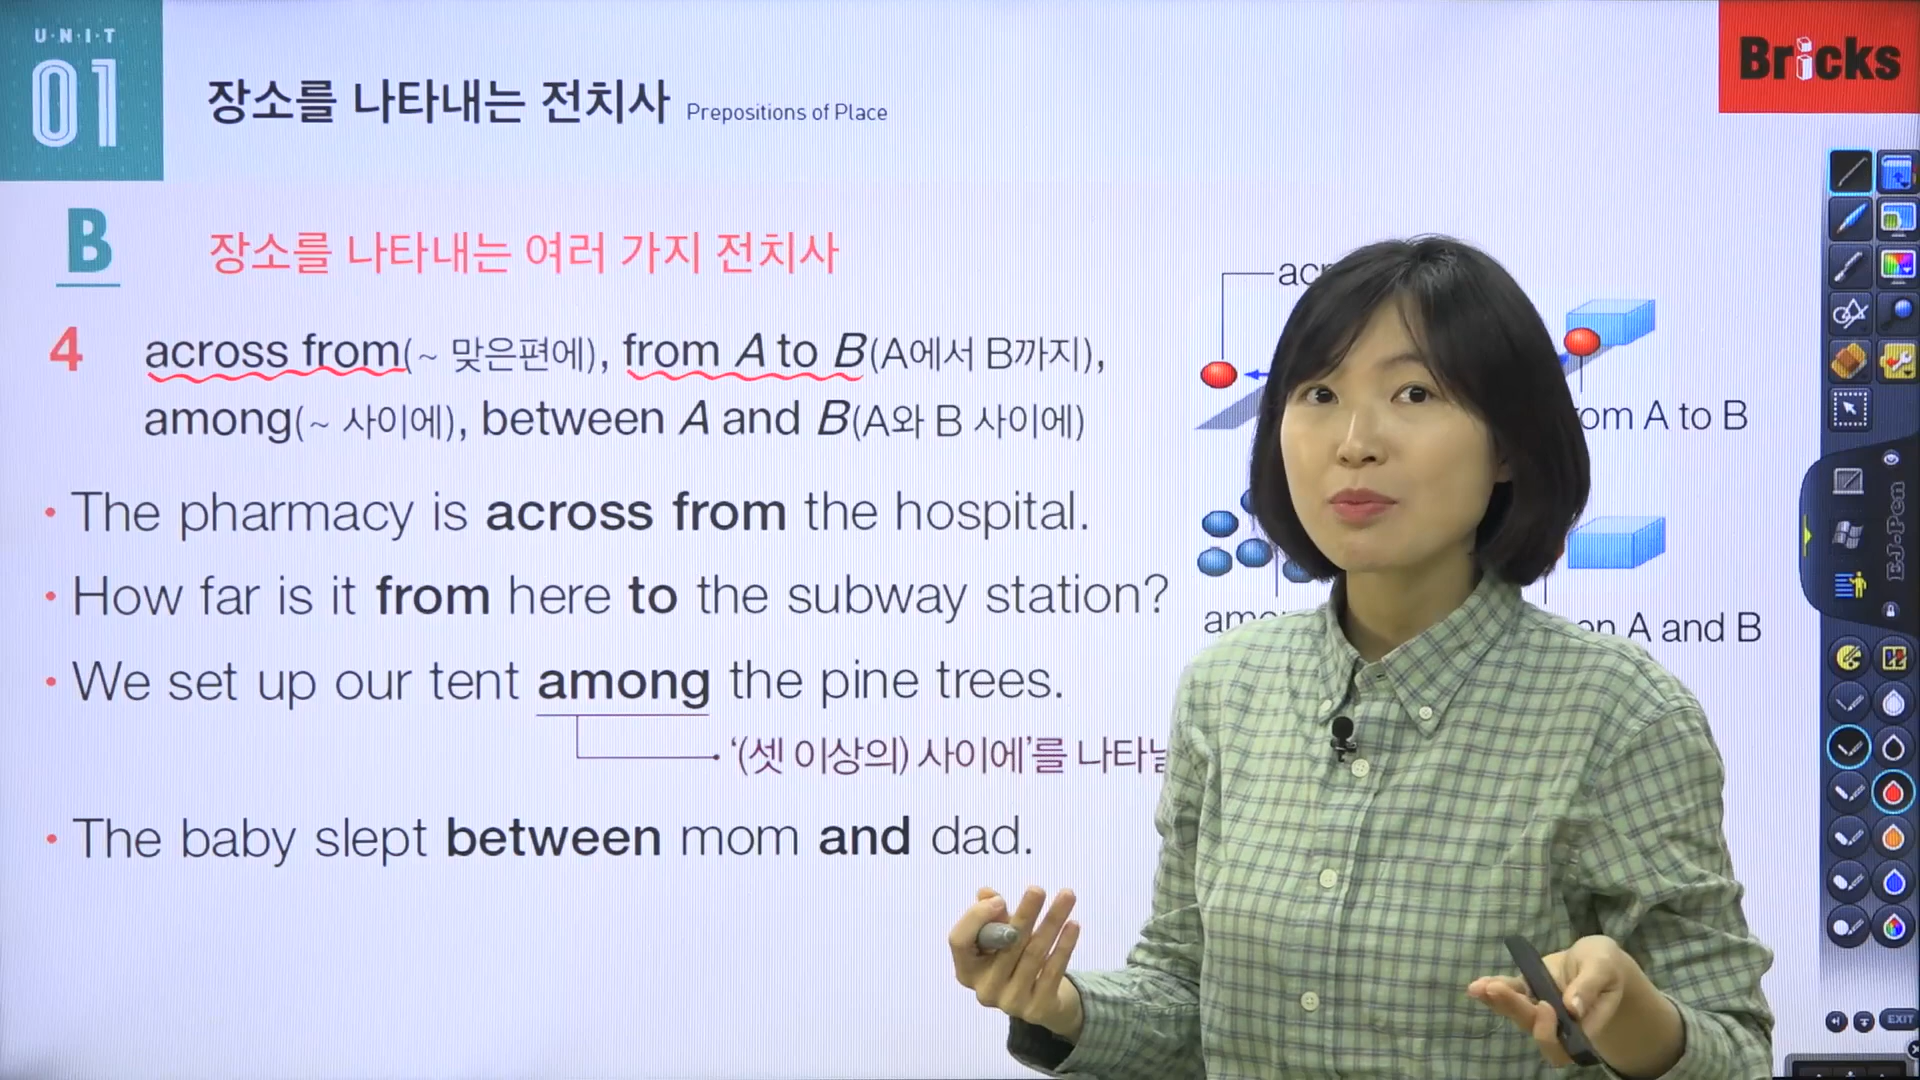 U·N·I·T
01
장소를 나타내는 전치사 Prepositions of Place
Bricks
B
장소를 나타내는 여러 가지 전치사
4 across from(~ 맞은편에), from A to B(A에서 B까지),
among(~ 사이에), between A and B(A와 B 사이에)
• The pharmacy is across from the hospital.
• How far is it from here to the subway station?
• We set up our tent among the pine trees.
'(셋 이상의) 사이에'를
• The baby slept between mom and dad.
A to B
A and B
EJ-Pen
EXIT